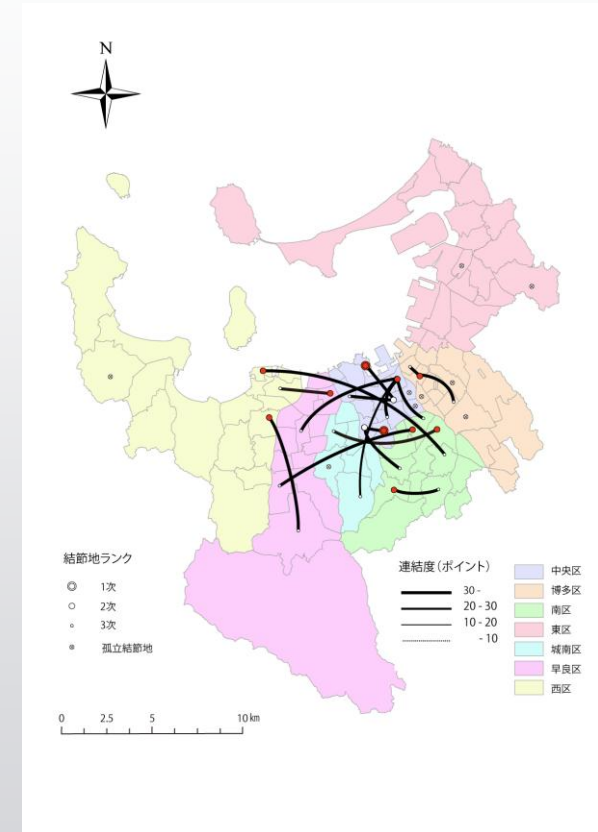 N
結節地ランク
1次
2次
3次
孤立結節地
0 2.5 5 10 km
連結度(ポイント)
30 -
20 - 30
10 - 20
- 10
中央区
博多区
南区
東区
城南区
早良区
西区